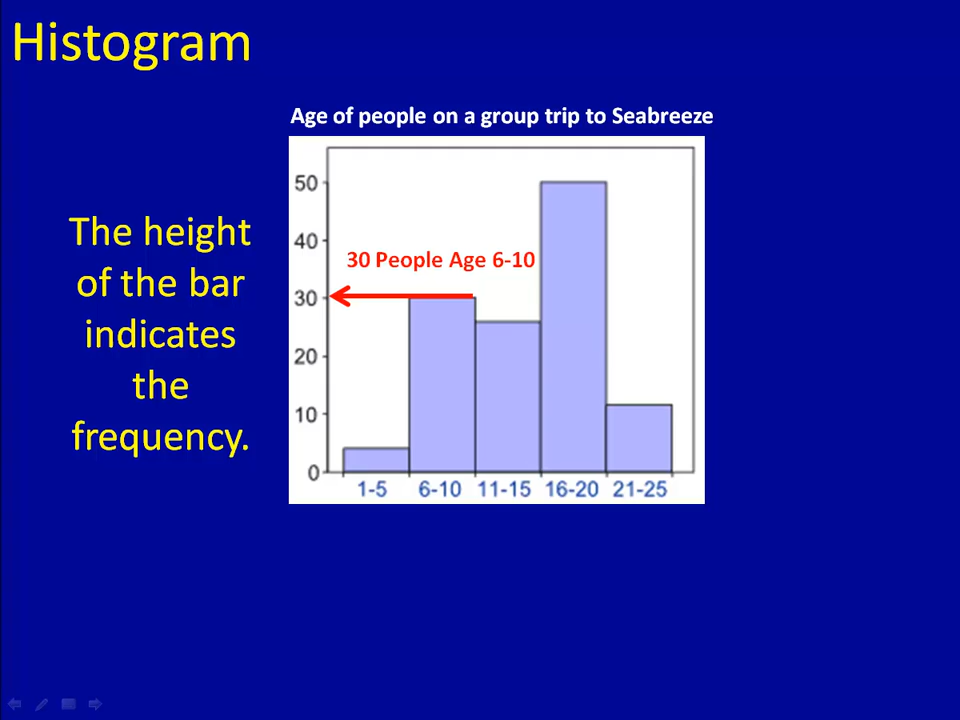 Histogram
Age of people on a group trip to Seabreeze
The height
of the bar
indicates
the
frequency.
50
40
30 People Age 6-10
30
20
10
0
1-5 6-10 11-15 16-20 21-25